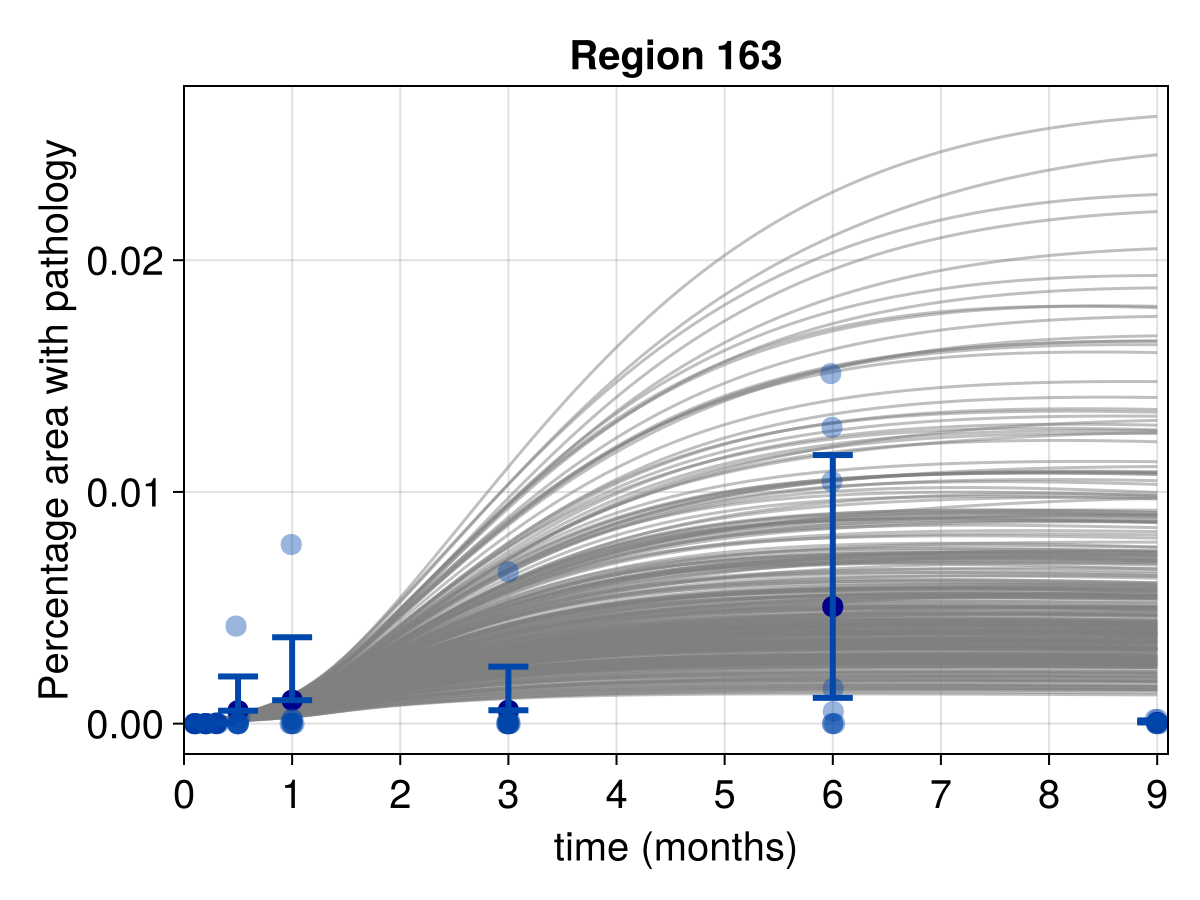 Region 163
Percentage area with pathology
0.02
0.01
0.00
0 1 2 3 4 5 6 7 8 9
time (months)